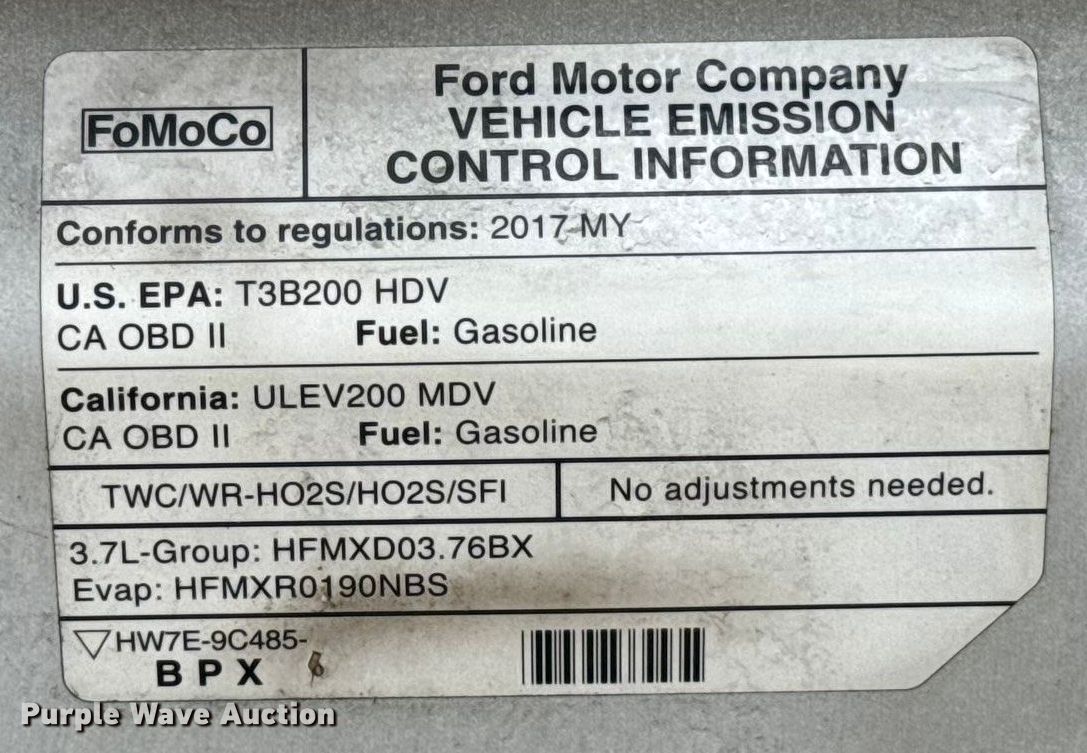 FoMoCo
Ford Motor Company
VEHICLE EMISSION
CONTROL INFORMATION
Conforms to regulations: 2017 MY
U.S. EPA: T3B200 HDV
CA OBD II Fuel: Gasoline
California: ULEV200 MDV
CA OBD II Fuel: Gasoline
TWC/WR-HO2S/HO2S/SFI No adjustments needed.
3.7L-Group: HFMXD03.76BX
Evap: HFMXR0190NBS
HW7E-9C485-
BPX
Purple Wave Auction